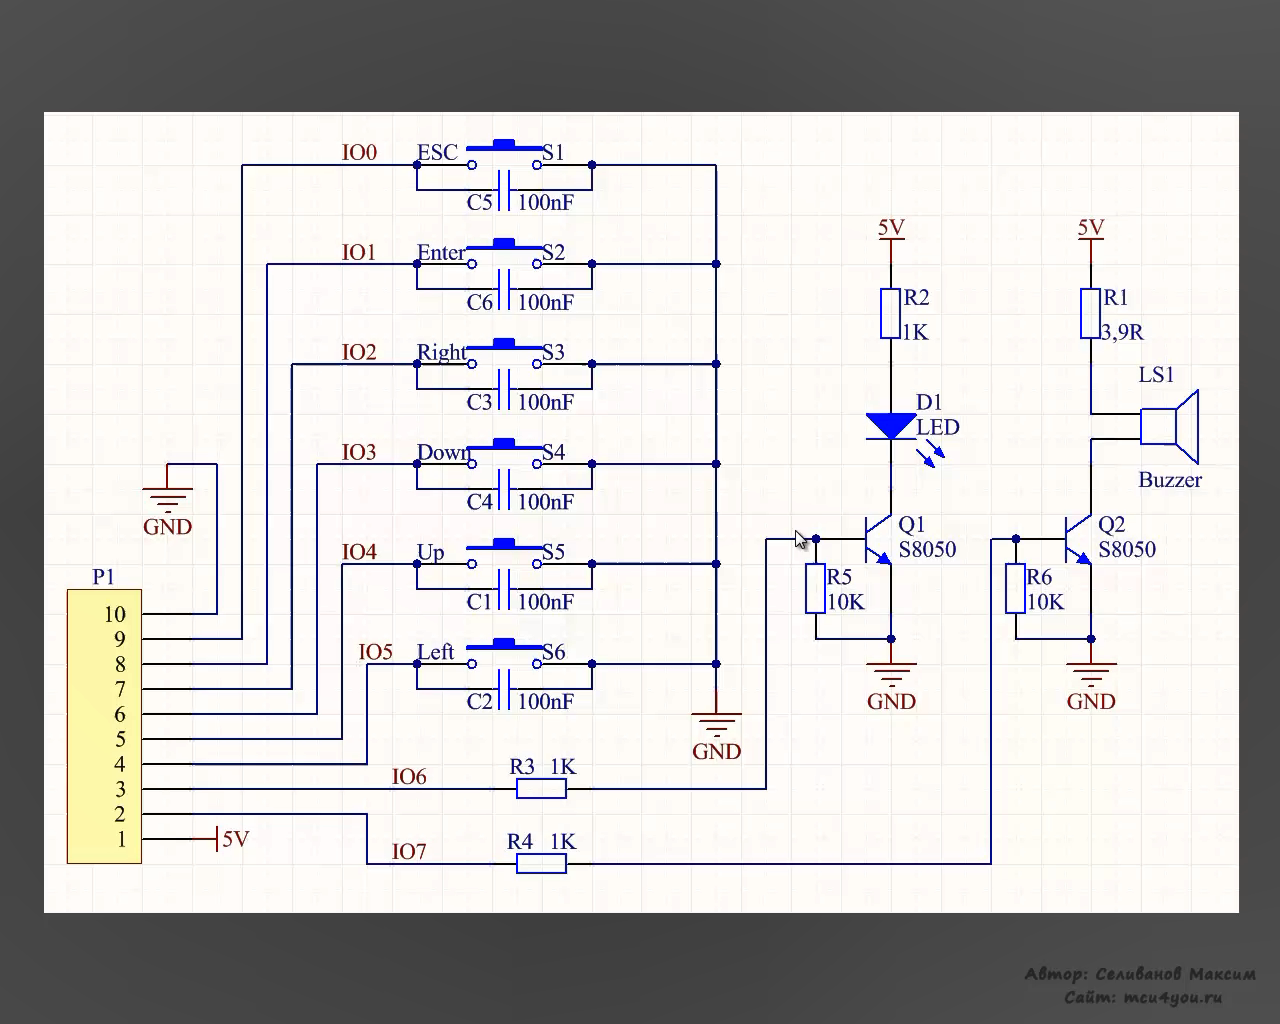 IO0 ESC S1
C5 100nF
IO1 Enter S2
C6 100nF
IO2 Right S3
C3 100nF
IO3 Down S4
C4 100nF
IO4 Up S5
C1 100nF
IO5 Left S6
C2 100nF
GND
GND
P1
10
9
8
7
6
5
4
3
2
1
5V
IO6
R3 1K
IO7
R4 1K
5V
R2
1K
D1
LED
Q1
S8050
R5
10K
GND
5V
R1
3,9R
LS1
Buzzer
Q2
S8050
R6
10K
GND
Автор: Селиванов Максим
Сайт: mcu4you.ru